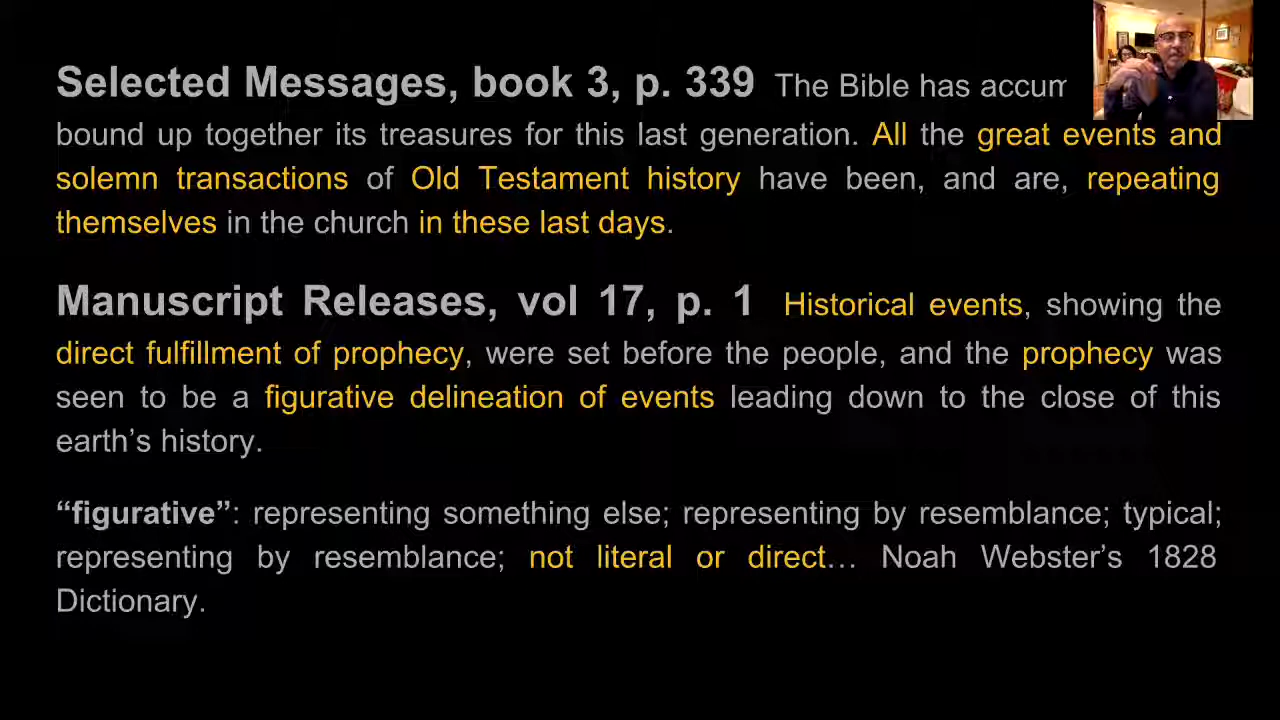 Selected Messages, book 3, p. 339 The Bible has
bound up together its treasures for this last generation. All the great events and
solemn transactions of Old Testament history have been, and are, repeating
themselves in the church in these last days.
Manuscript Releases, vol 17, p. 1 Historical events, showing the
direct fulfillment of prophecy, were set before the people, and the prophecy was
seen to be a figurative delineation of events leading down to the close of this
earth’s history.
“figurative”: representing something else; representing by resemblance; typical;
representing by resemblance; not literal or direct… Noah Webster’s 1828
Dictionary.